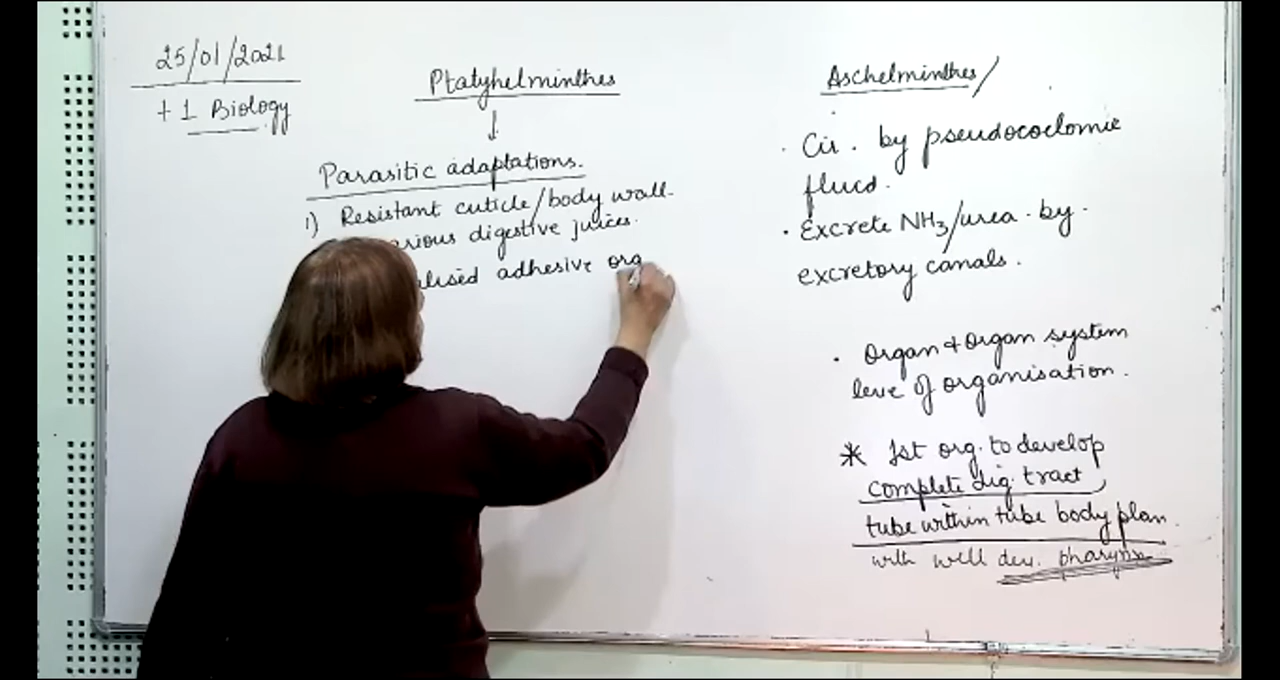 25/01/2021
+1 Biology
Platyhelminthes
Parasitic adaptations.
1) Resistant cuticle/body wall.
digestive juices.
adhesive org
Aschelminthes/
· Cir. by pseudocoelomic
fluid.
· Excrete NH3/urea. by.
excretory canals.
· Organ + Organ system
leve of organisation.
* 1st org. to develop
complete dig. tract
tube within tube body plan.
with well dev. pharynx